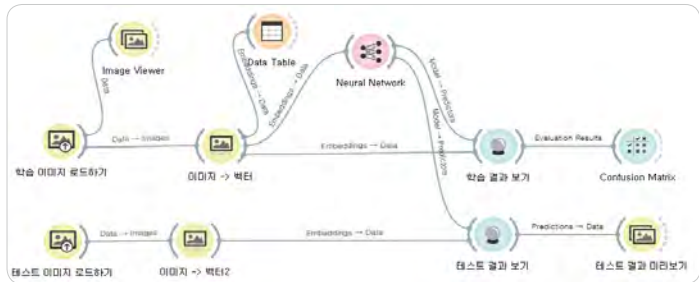 Image Viewer
Data Table
Neural Network
Data
Embeddings → Data
Embeddings → Data
Model → Predictors
Model → Predictors
Data → Images
Embeddings → Data
Evaluation Results
학습 이미지 로드하기
이미지 -> 벡터
학습 결과 보기
Confusion Matrix
Data → Images
Embeddings → Data
Predictions → Data
테스트 이미지 로드하기
이미지 -> 벡터2
테스트 결과 보기
테스트 결과 미리보기